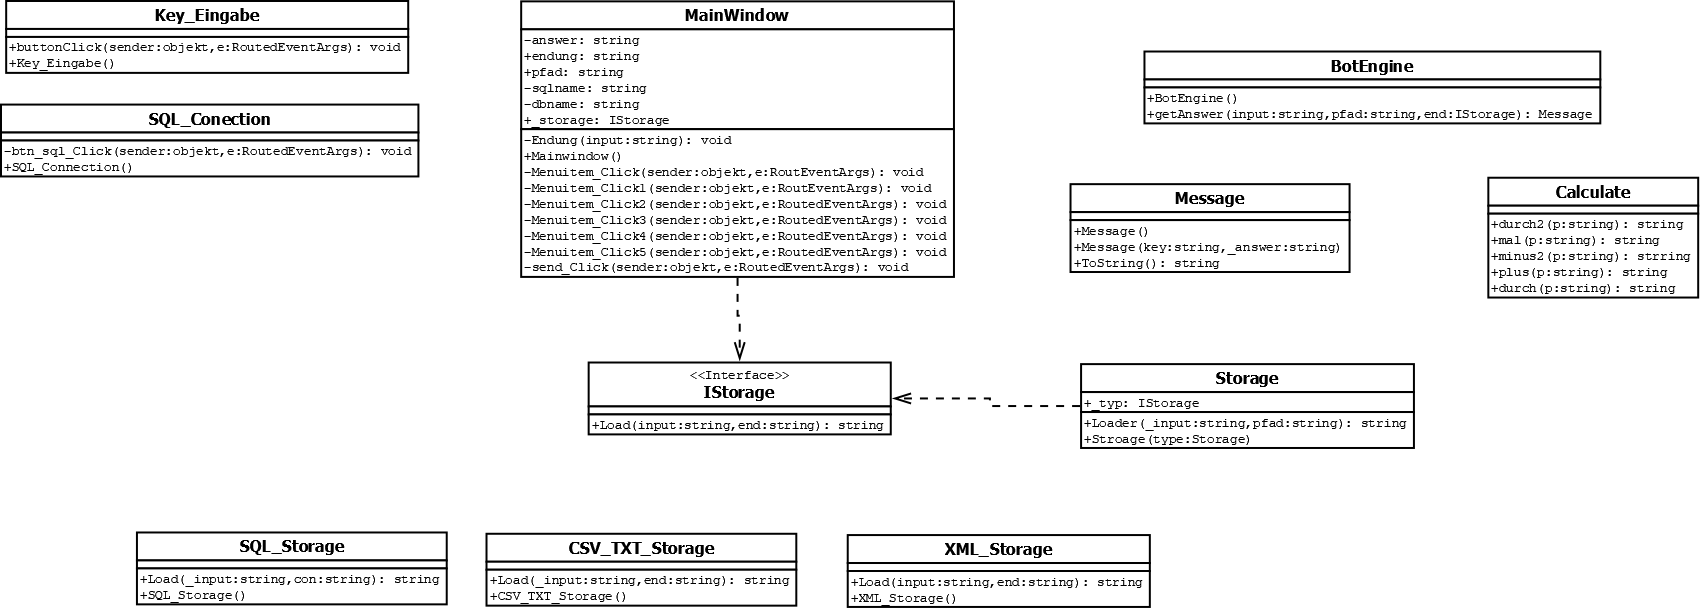 Key_Eingabe
+buttonClick(sender:objekt,e:RoutedEventArgs): void
+Key_Eingabe()
SQL_Conection
-btn_sql_Click(sender:objekt,e:RoutedEventArgs): void
+SQL_Connection()
MainWindow
-answer: string
+endung: string
+pfad: string
-sqlname: string
-dbname: string
+_storage: IStorage
-Endung(input:string): void
+Mainwindow()
-Menuitem_Click(sender:objekt,e:RoutEventArgs): void
-Menuitem_Click1(sender:objekt,e:RoutEventArgs): void
-Menuitem_Click2(sender:objekt,e:RoutedEventArgs): void
-Menuitem_Click3(sender:objekt,e:RoutedEventArgs): void
-Menuitem_Click4(sender:objekt,e:RoutedEventArgs): void
-Menuitem_Click5(sender:objekt,e:RoutedEventArgs): void
-send_Click(sender:objekt,e:RoutedEventArgs): void
BotEngine
+BotEngine()
+getAnswer(input:string,pfad:string,end:IStorage): Message
Message
+Message()
+Message(key:string,_answer:string)
+ToString(): string
Calculate
+durch2(p:string): string
+mal(p:string): string
+minus2(p:string): strring
+plus(p:string): string
+durch(p:string): string
<<Interface>>
IStorage
+Load(input:string,end:string): string
Storage
+_typ: IStorage
+Loader(_input:string,pfad:string): string
+Stroage(type:Storage)
SQL_Storage
+Load(_input:string,con:string): string
+SQL_Storage()
CSV_TXT_Storage
+Load(_input:string,end:string): string
+CSV_TXT_Storage()
XML_Storage
+Load(input:string,end:string): string
+XML_Storage()